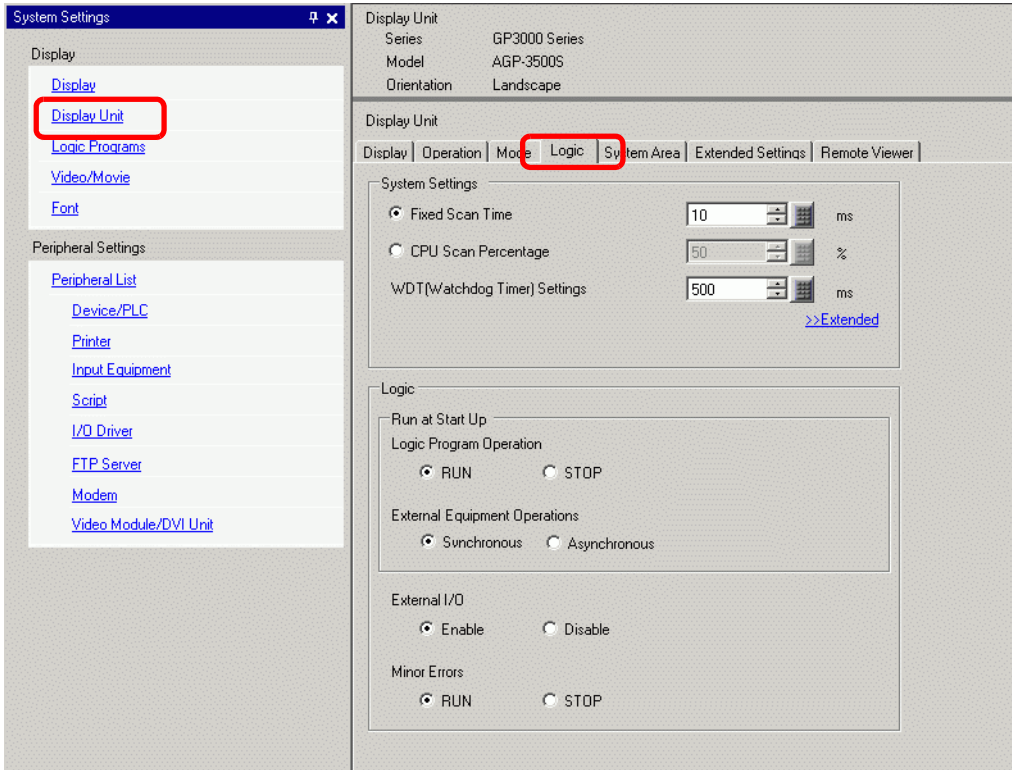 System Settings
Display
Display
Display Unit
Logic Programs
Video/Movie
Font
Peripheral Settings
Peripheral List
Device/PLC
Printer
Input Equipment
Script
I/O Driver
FTP Server
Modem
Video Module/DVI Unit
Display Unit
Series GP3000 Series
Model AGP-3500S
Orientation Landscape
Display Unit
Display Operation Mode Logic System Area Extended Settings Remote Viewer
System Settings
Fixed Scan Time 10 ms
CPU Scan Percentage 50 %
WDT(Watchdog Timer) Settings 500 ms
>>Extended
Logic
Run at Start Up
Logic Program Operation
RUN STOP
External Equipment Operations
Synchronous Asynchronous
External I/O
Enable Disable
Minor Errors
RUN STOP